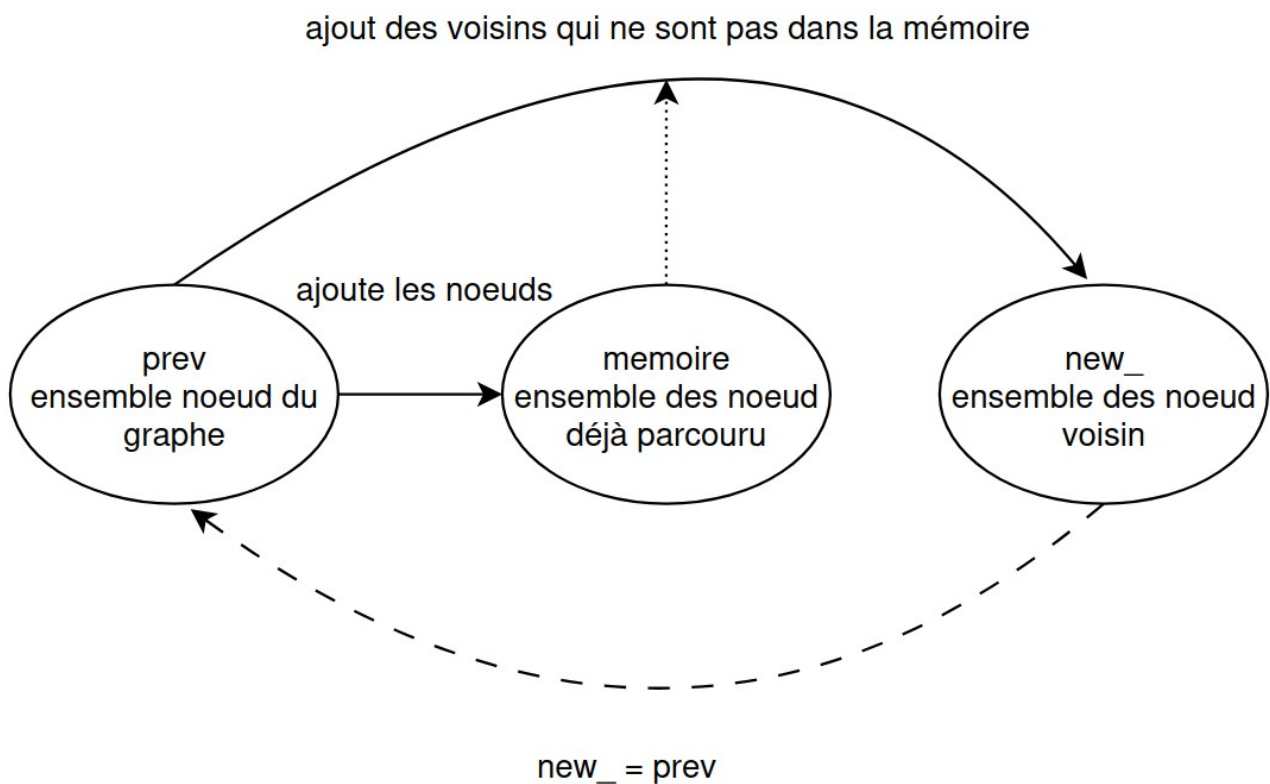 ajout des voisins qui ne sont pas dans la mémoire
ajoute les noeuds
prev
ensemble noeud du
graphe
memoire
ensemble des noeud
déjà parcouru
new_
ensemble des noeud
voisin
new_ = prev